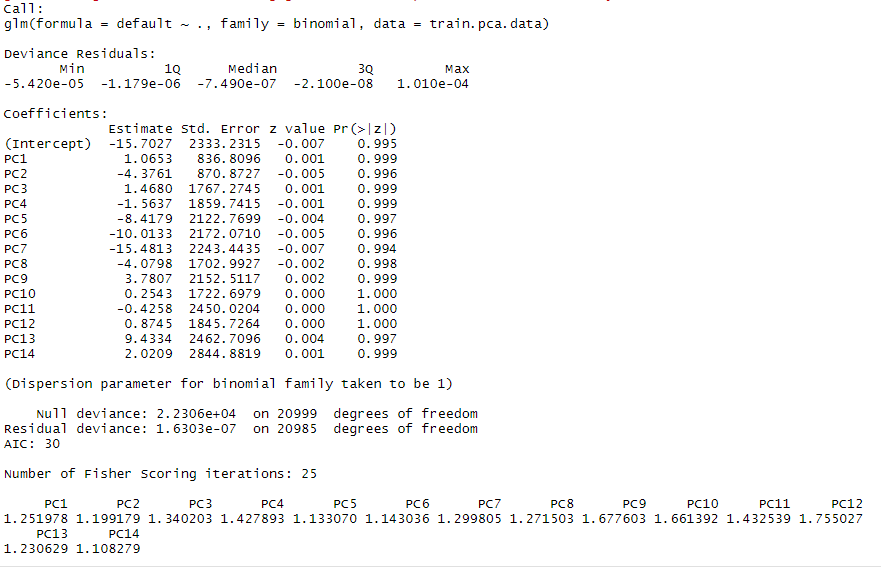 Call:
glm(formula = default ~ ., family = binomial, data = train.pca.data)
Deviance Residuals:
Min 1Q Median 3Q Max
-5.420e-05 -1.179e-06 -7.490e-07 -2.100e-08 1.010e-04
Coefficients:
Estimate Std. Error z value Pr(>|z|)
(Intercept) -15.7027 2333.2315 -0.007 0.995
PC1 1.0653 836.8096 0.001 0.999
PC2 -4.3761 870.8727 -0.005 0.996
PC3 1.4680 1767.2745 0.001 0.999
PC4 -1.5637 1859.7415 -0.001 0.999
PC5 -8.4179 2122.7699 -0.004 0.997
PC6 -10.0133 2172.0710 -0.005 0.996
PC7 -15.4813 2243.4435 -0.007 0.994
PC8 -4.0798 1702.9927 -0.002 0.998
PC9 3.7807 2152.5117 0.002 0.999
PC10 0.2543 1722.6979 0.000 1.000
PC11 -0.4258 2450.0204 0.000 1.000
PC12 0.8745 1845.7264 0.000 1.000
PC13 9.4334 2462.7096 0.004 0.997
PC14 2.0209 2844.8819 0.001 0.999
(Dispersion parameter for binomial family taken to be 1)
Null deviance: 2.2306e+04 on 20999 degrees of freedom
Residual deviance: 1.6303e-07 on 20985 degrees of freedom
AIC: 30
Number of Fisher Scoring iterations: 25
PC1 PC2 PC3 PC4 PC5 PC6 PC7 PC8 PC9 PC10 PC11 PC12
1.251978 1.199179 1.340203 1.427893 1.133070 1.143036 1.299805 1.271503 1.677603 1.661392 1.432539 1.755027
PC13 PC14
1.230629 1.108279